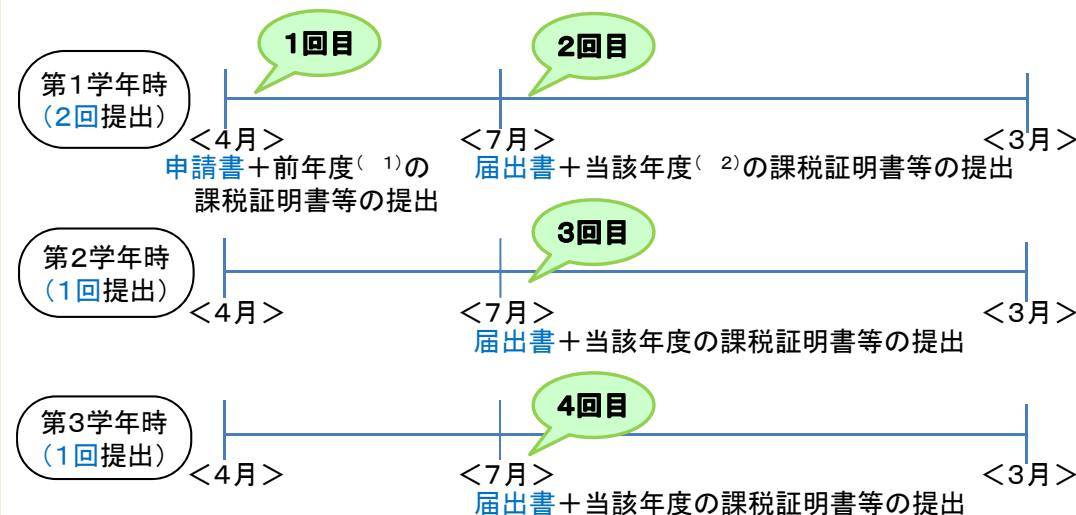 1回目
2回目
第1学年時
（2回提出）
＜4月＞
＜7月＞
＜3月＞
申請書＋前年度( 1)の
課税証明書等の提出
届出書＋当該年度( 2)の課税証明書等の提出
3回目
第2学年時
（1回提出）
＜4月＞
＜7月＞
＜3月＞
届出書＋当該年度の課税証明書等の提出
4回目
第3学年時
（1回提出）
＜4月＞
＜7月＞
＜3月＞
届出書＋当該年度の課税証明書等の提出